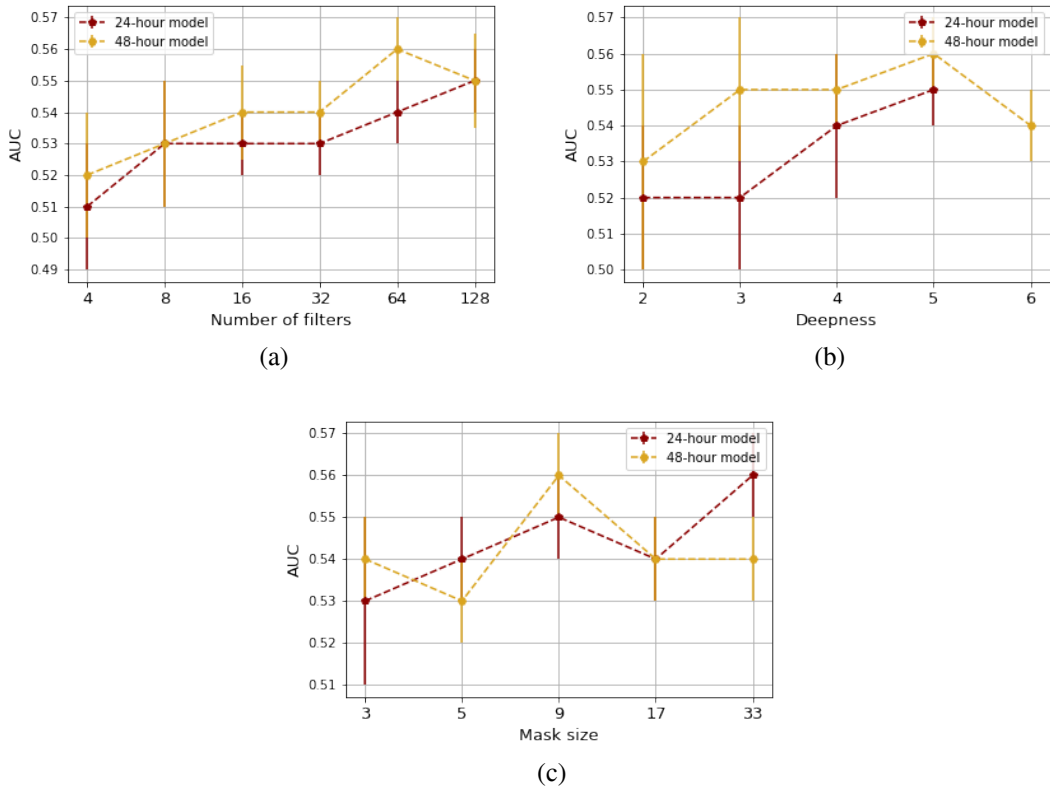 0.57
0.56
0.55
0.54
0.53
0.52
0.51
0.50
0.49
AUC
24-hour model
48-hour model
4 8 16 32 64 128
Number of filters
(a)
0.57
0.56
0.55
0.54
0.53
0.52
0.51
0.50
AUC
24-hour model
48-hour model
2 3 4 5 6
Deepness
(b)
0.57
0.56
0.55
0.54
0.53
0.52
0.51
AUC
24-hour model
48-hour model
3 5 9 17 33
Mask size
(c)